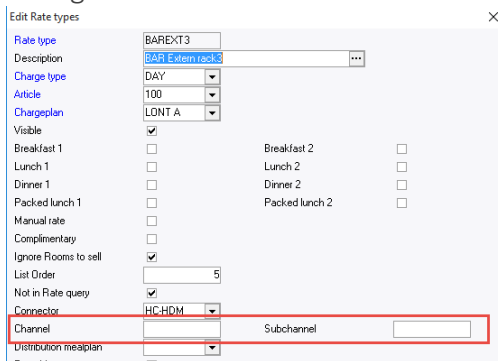 Edit Rate types
Rate type BAREXT3
Description BAR Extern rack3 ...
Charge type DAY
Article 100
Chargeplan LONT A
Visible
Breakfast 1 Breakfast 2
Lunch 1 Lunch 2
Dinner 1 Dinner 2
Packed lunch 1 Packed lunch 2
Manual rate
Complimentary
Ignore Rooms to sell
List Order 5
Not in Rate query
Connector HC-HDM
Channel Subchannel
Distribution mealplan